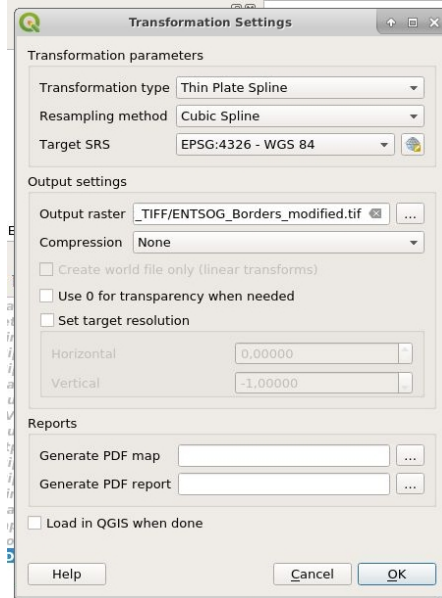 Transformation Settings
Transformation parameters
Transformation type Thin Plate Spline
Resampling method Cubic Spline
Target SRS EPSG:4326 - WGS 84
Output settings
Output raster _TIFF/ENTSOG_Borders_modified.tif ...
Compression None
Create world file only (linear transforms)
Use 0 for transparency when needed
Set target resolution
Horizontal 0,00000
Vertical -1,00000
Reports
Generate PDF map ...
Generate PDF report ...
Load in QGIS when done
Help Cancel OK